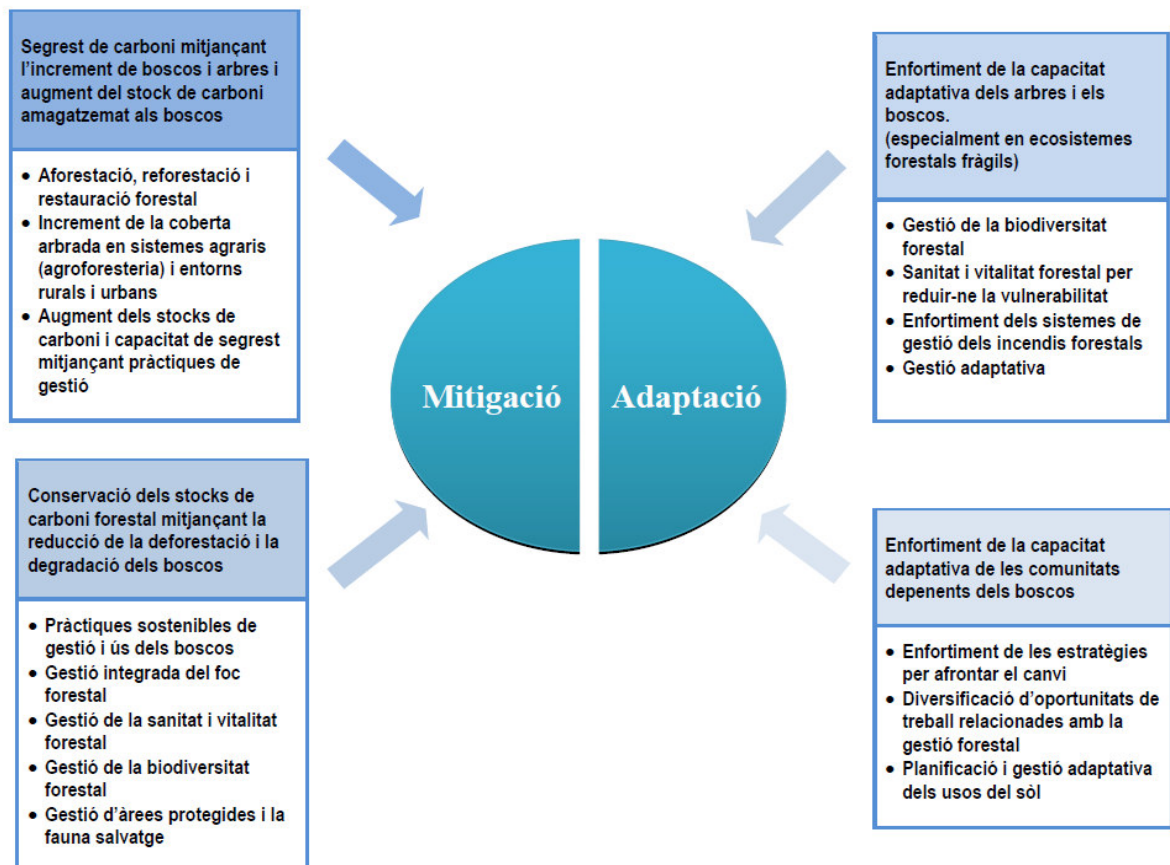 Segrest de carboni mitjançant
l'increment de boscos i arbres i
augment del stock de carboni
amagatzemat als boscos
• Aforestació, reforestació i
restauració forestal
• Increment de la coberta
arbrada en sistemes agraris
(agroforesteria) i entorns
rurals i urbans
• Augment dels stocks de
carboni i capacitat de segrest
mitjançant pràctiques de
gestió
Conservació dels stocks de
carboni forestal mitjançant la
reducció de la deforestació i la
degradació dels boscos
• Pràctiques sostenibles de
gestió i ús dels boscos
• Gestió integrada del foc
forestal
• Gestió de la sanitat i vitalitat
forestal
• Gestió de la biodiversitat
forestal
• Gestió d'àrees protegides i la
fauna salvatge
Mitigació
Adaptació
Enfortiment de la capacitat
adaptativa dels arbres i els
boscos.
(especialment en ecosistemes
forestals fràgils)
• Gestió de la biodiversitat
forestal
• Sanitat i vitalitat forestal per
reduir-ne la vulnerabilitat
• Enfortiment dels sistemes de
gestió dels incendis forestals
• Gestió adaptativa
Enfortiment de la capacitat
adaptativa de les comunitats
depenents dels boscos
• Enfortiment de les estratègies
per afrontar el canvi
• Diversificació d'oportunitats de
treball relacionades amb la
gestió forestal
• Planificació i gestió adaptativa
dels usos del sòl